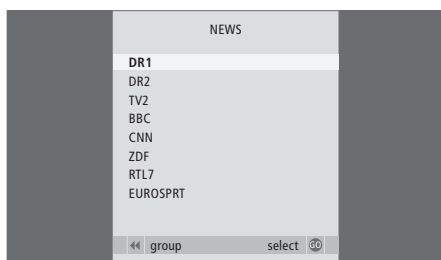 NEWS
DR1
DR2
TV2
BBC
CNN
ZDF
RTL7
EUROSPRT
group select GO